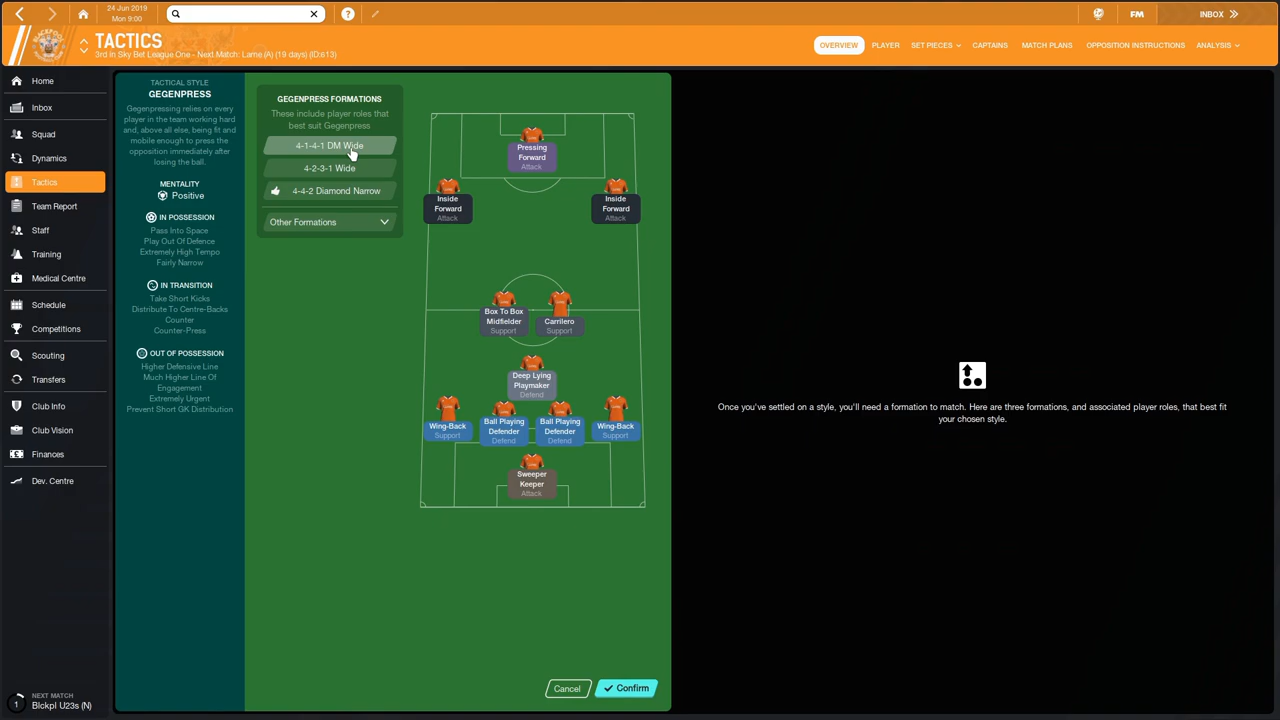 24 Jun 2019
Mon 9:00
FM
INBOX
TACTICS
3rd in Sky Bet League One - Next Match: Larne (A) (19 days) (ID:613)
OVERVIEW
PLAYER
SET PIECES
CAPTAINS
MATCH PLANS
OPPOSITION INSTRUCTIONS
ANALYSIS
Home
Inbox
Squad
Dynamics
Tactics
Team Report
Staff
Training
Medical Centre
Schedule
Competitions
Scouting
Transfers
Club Info
Club Vision
Finances
Dev. Centre
1
NEXT MATCH
Blckpl U23s (N)
TACTICAL STYLE
GEGENPRESS
Gegenpressing relies on every
player in the team working hard
and, above all else, being fit and
mobile enough to press the
opposition immediately after
losing the ball.
MENTALITY
Positive
IN POSSESSION
Pass Into Space
Play Out Of Defence
Extremely High Tempo
Fairly Narrow
IN TRANSITION
Take Short Kicks
Distribute To Centre-Backs
Counter
Counter-Press
OUT OF POSSESSION
Higher Defensive Line
Much Higher Line Of
Engagement
Extremely Urgent
Prevent Short GK Distribution
GEGENPRESS FORMATIONS
These include player roles that
best suit Gegenpress
4-1-4-1 DM Wide
4-2-3-1 Wide
4-4-2 Diamond Narrow
Other Formations
Pressing
Forward
Attack
Inside
Forward
Attack
Inside
Forward
Attack
Box To Box
Midfielder
Support
Carrilero
Support
Deep Lying
Playmaker
Defend
Wing-Back
Support
Ball Playing
Defender
Defend
Ball Playing
Defender
Defend
Wing-Back
Support
Sweeper
Keeper
Attack
Cancel
Confirm
Once you've settled on a style, you'll need a formation to match. Here are three formations, and associated player roles, that best fit
your chosen style.